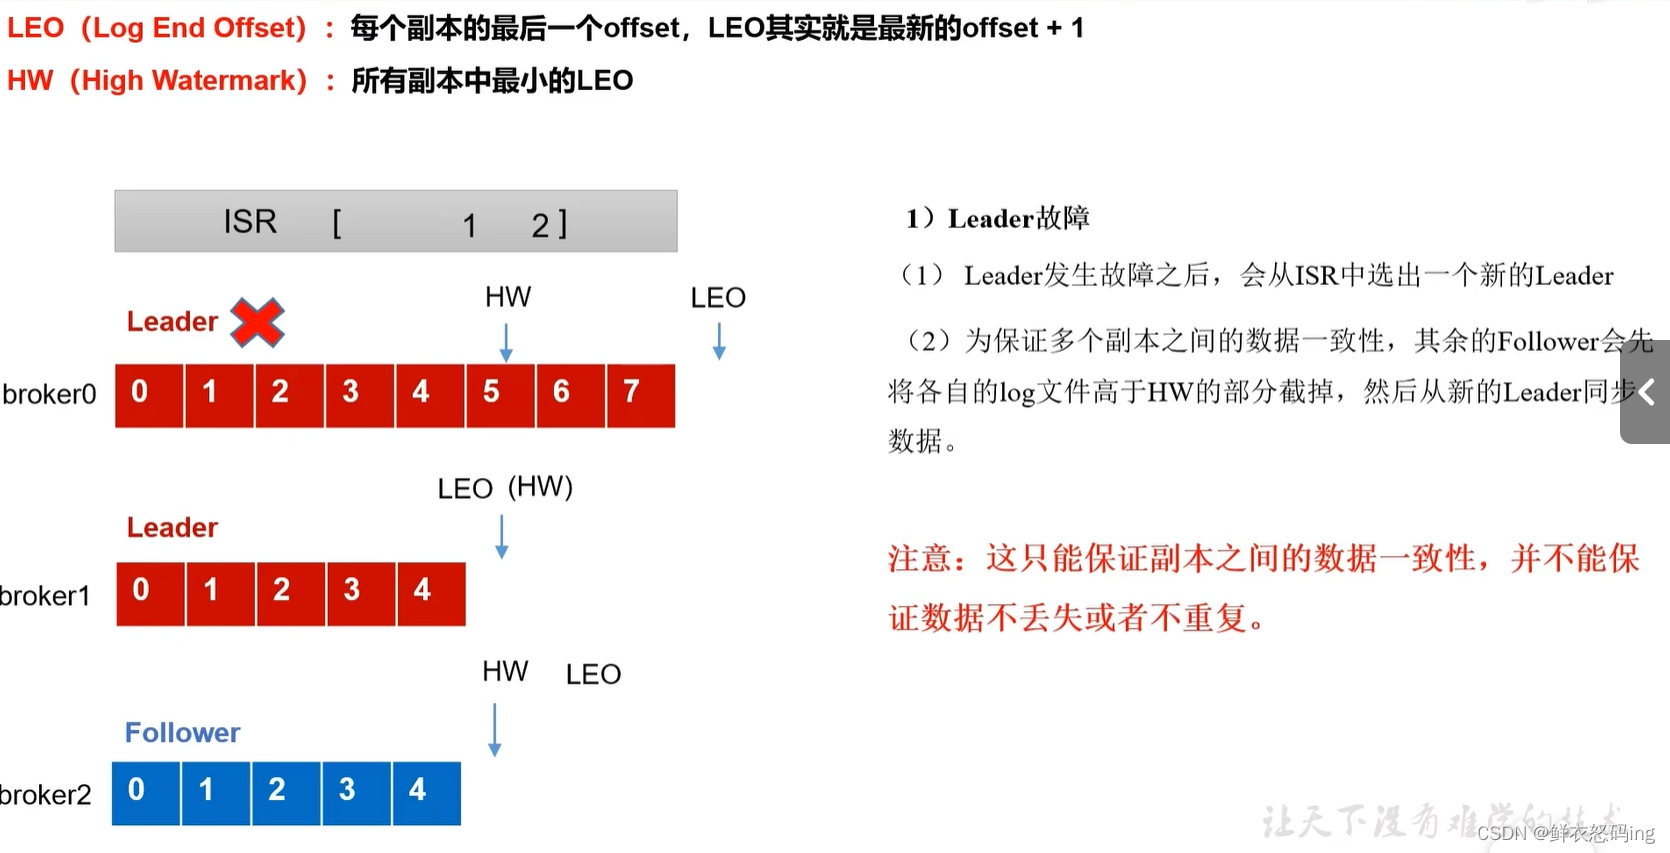 LEO（Log End Offset）：每个副本的最后一个offset，LEO其实就是最新的offset + 1
HW（High Watermark）：所有副本中最小的LEO
ISR [ 1 2 ]
HW LEO
Leader
broker0 0 1 2 3 4 5 6 7
LEO (HW)
Leader
broker1 0 1 2 3 4
HW LEO
Follower
broker2 0 1 2 3 4
1）Leader故障
（1） Leader发生故障之后，会从ISR中选出一个新的Leader
（2）为保证多个副本之间的数据一致性，其余的Follower会先
将各自的log文件高于HW的部分截掉，然后从新的Leader同步
数据。
注意：这只能保证副本之间的数据一致性，并不能保
证数据不丢失或者不重复。
让天下没有难学的技术
CSDN @鲜衣怒码ing